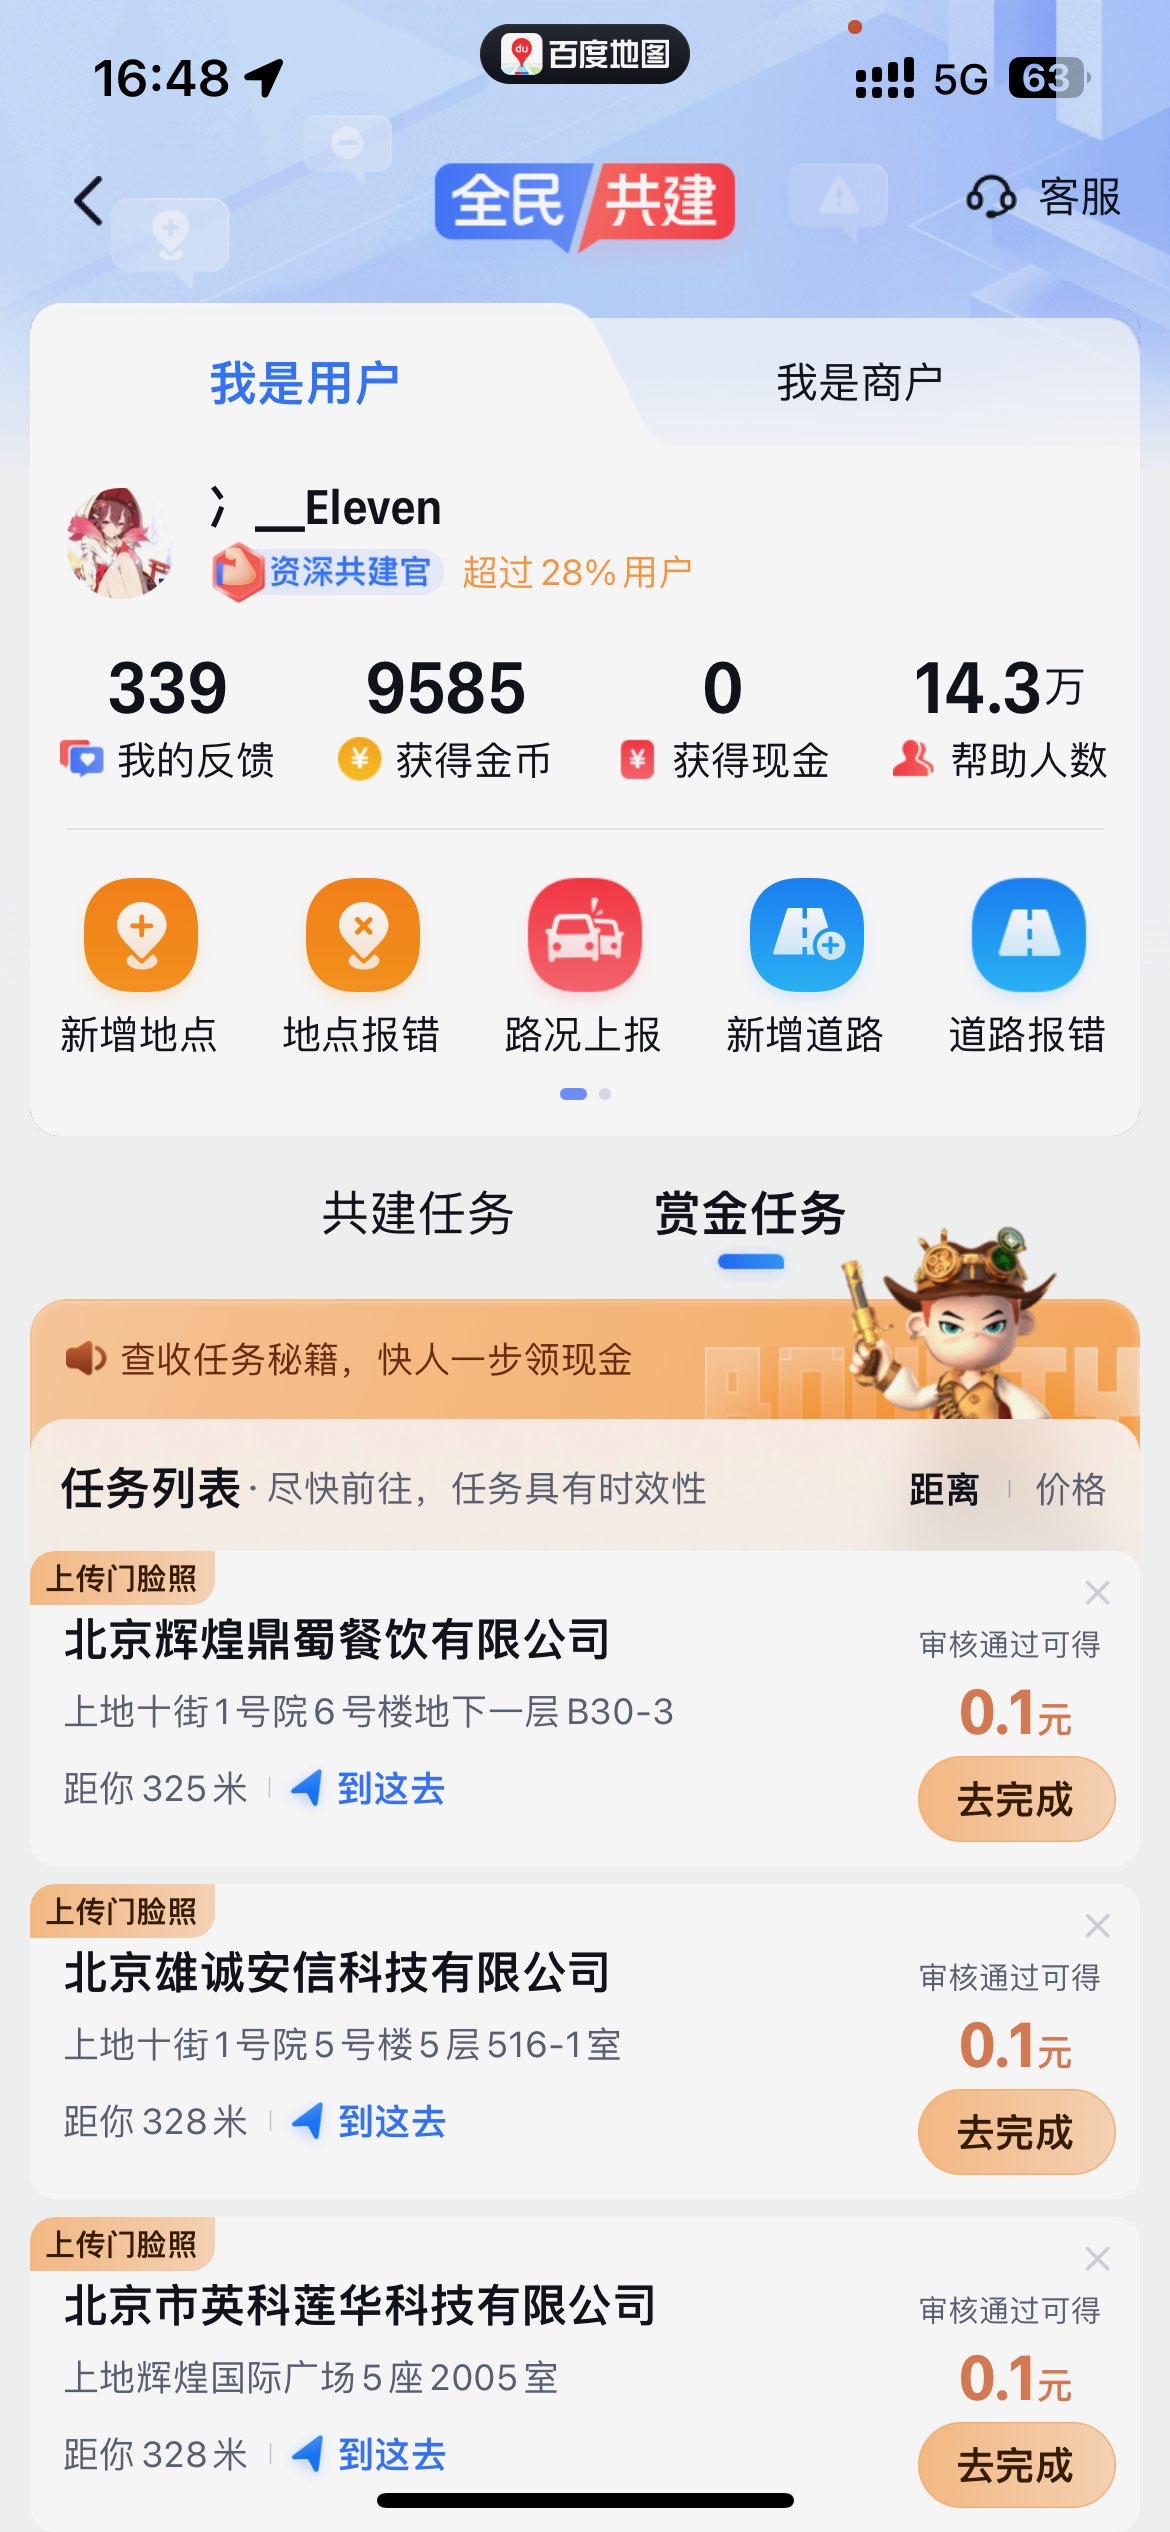 16:48
du 百度地图
5G 63
全民共建
客服
我是用户
我是商户
冫__Eleven
资深共建官 超过28%用户
339 9585 0 14.3万
我的反馈 获得金币 获得现金 帮助人数
新增地点 地点报错 路况上报 新增道路 道路报错
共建任务 赏金任务
查收任务秘籍，快人一步领现金
BOUNTY
任务列表·尽快前往，任务具有时效性
距离 价格
上传门脸照
北京辉煌鼎蜀餐饮有限公司
审核通过可得
上地十街1号院6号楼地下一层B30-3
0.1元
距你325米 到这去
去完成
上传门脸照
北京雄诚安信科技有限公司
审核通过可得
上地十街1号院5号楼5层516-1室
0.1元
距你328米 到这去
去完成
上传门脸照
北京市英科莲华科技有限公司
审核通过可得
上地辉煌国际广场5座2005室
0.1元
距你328米 到这去
去完成